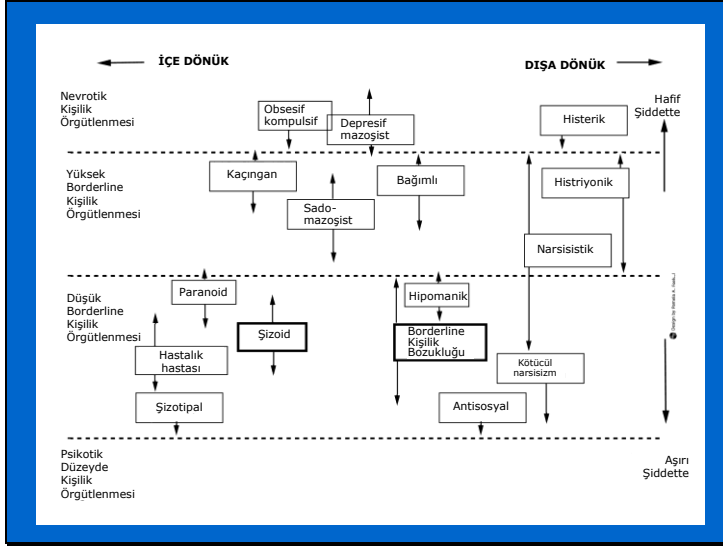 İÇE DÖNÜK
DIŞA DÖNÜK
Nevrotik
Kişilik
Örgütlenmesi
Obsesif
kompulsif
Depresif
mazoşist
Histerik
Hafif
Şiddette
Yüksek
Borderline
Kişilik
Örgütlenmesi
Kaçıngan
Sado-
mazoşist
Bağımlı
Histriyonik
Narsisistik
Düşük
Borderline
Kişilik
Örgütlenmesi
Paranoid
Şizoid
Hipomanik
Borderline
Kişilik
Bozukluğu
Hastalık
hastası
Kötücül
narsisizm
Şizotipal
Antisosyal
Psikotik
Düzeyde
Kişilik
Örgütlenmesi
Aşırı
Şiddette
Design by